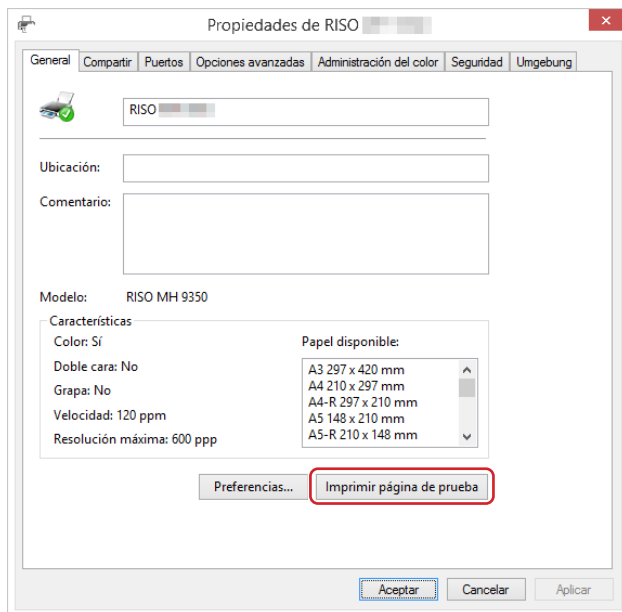 Propiedades de RISO
General Compartir Puertos Opciones avanzadas Administración del color Seguridad Umgebung
RISO
Ubicación:
Comentario:
Modelo: RISO MH 9350
Características
Color: Sí
Doble cara: No
Grapa: No
Velocidad: 120 ppm
Resolución máxima: 600 ppp
Papel disponible:
A3 297 x 420 mm
A4 210 x 297 mm
A4-R 297 x 210 mm
A5 148 x 210 mm
A5-R 210 x 148 mm
Preferencias... Imprimir página de prueba
Aceptar Cancelar Aplicar